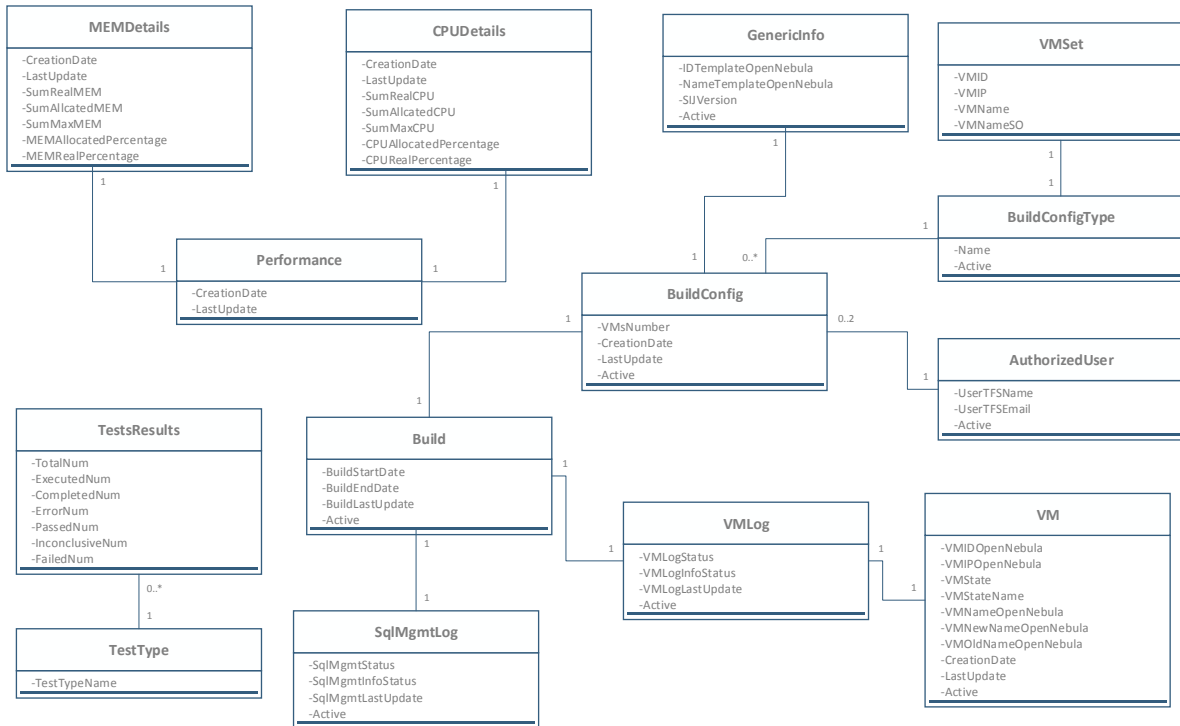 MEMDetails
-CreationDate
-LastUpdate
-SumRealMEM
-SumAllcatedMEM
-SumMaxMEM
-MEMAllocatedPercentage
-MEMRealPercentage
1
CPUDetails
-CreationDate
-LastUpdate
-SumRealCPU
-SumAllcatedCPU
-SumMaxCPU
-CPUAllocatedPercentage
-CPURealPercentage
1
GenericInfo
-IDTemplateOpenNebula
-NameTemplateOpenNebula
-SIJVersion
-Active
1
VMSet
-VMID
-VMIP
-VMName
-VMNameSO
1
1
BuildConfigType
-Name
-Active
1
0..*
1
Performance
-CreationDate
-LastUpdate
1
1
BuildConfig
-VMsNumber
-CreationDate
-LastUpdate
-Active
1
0..2
AuthorizedUser
-UserTFSName
-UserTFSEmail
-Active
1
TestsResults
-TotalNum
-ExecutedNum
-CompletedNum
-ErrorNum
-PassedNum
-InconclusiveNum
-FailedNum
0..*
1
TestType
-TestTypeName
1
Build
-BuildStartDate
-BuildEndDate
-BuildLastUpdate
-Active
1
1
1
SqlMgmtLog
-SqlMgmtStatus
-SqlMgmtInfoStatus
-SqlMgmtLastUpdate
-Active
VMLog
-VMLogStatus
-VMLogInfoStatus
-VMLogLastUpdate
-Active
1
1
1
VM
-VMIDOpenNebula
-VMIPOpenNebula
-VMState
-VMStateName
-VMNameOpenNebula
-VMNewNameOpenNebula
-VMOldNameOpenNebula
-CreationDate
-LastUpdate
-Active